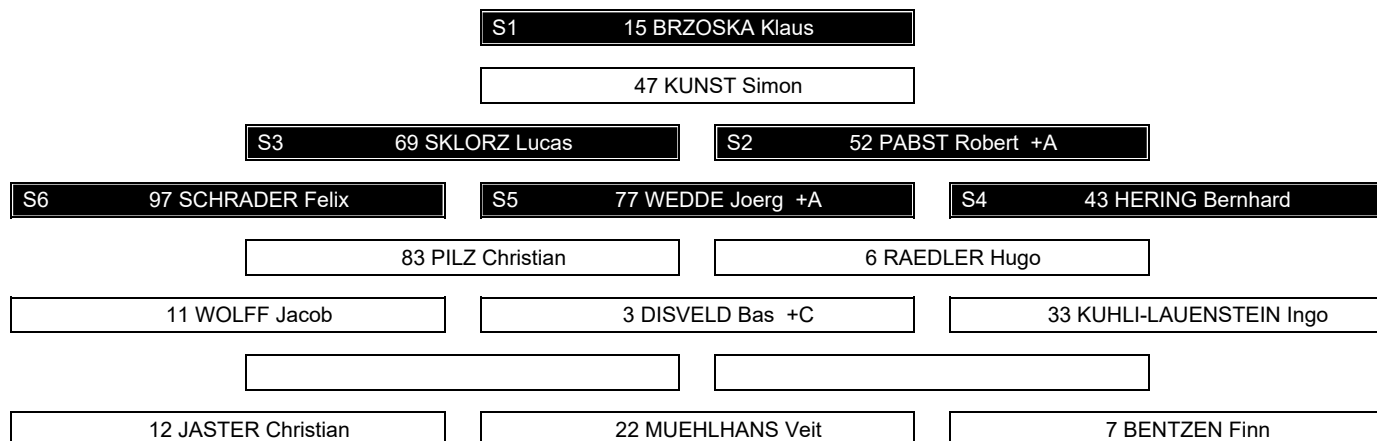 S1 15 BRZOSKA Klaus
47 KUNST Simon
S3 69 SKLORZ Lucas S2 52 PABST Robert +A
S6 97 SCHRADER Felix S5 77 WEDDE Joerg +A S4 43 HERING Bernhard
83 PILZ Christian 6 RAEDLER Hugo
11 WOLFF Jacob 3 DISVELD Bas +C 33 KUHLI-LAUENSTEIN Ingo
12 JASTER Christian 22 MUEHLHANS Veit 7 BENTZEN Finn